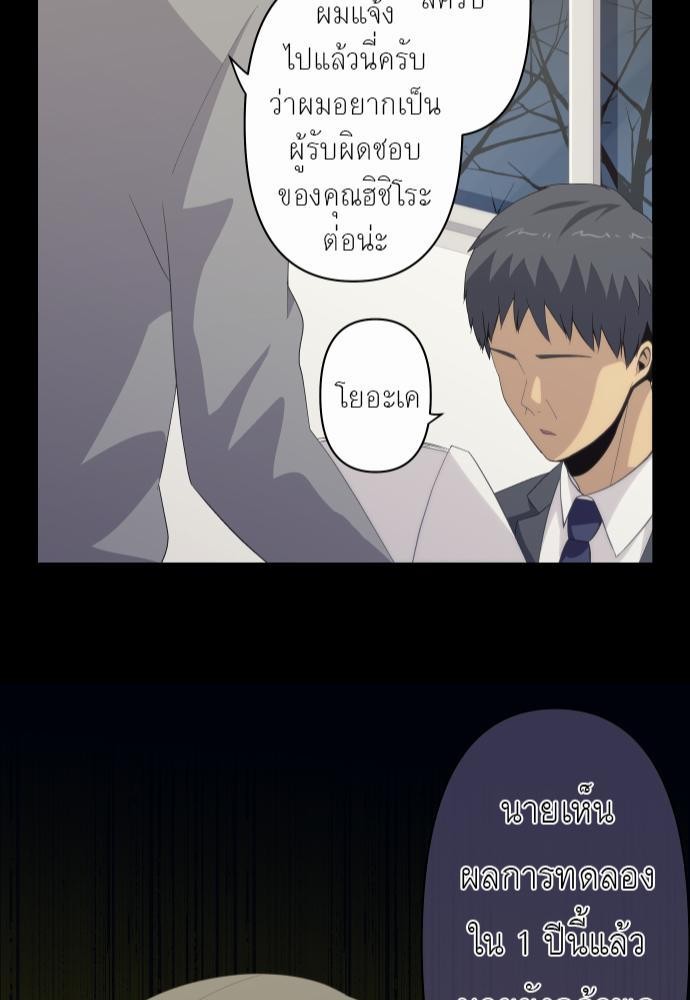 ผมแจ้ง
ไปแล้วนี่ครับ
ว่าผมอยากเป็น
ผู้รับผิดชอบ
ของคุณฮิชิโระ
ต่อน่ะ
โยอะเค
นายเห็น
ผลการทดลอง
ใน 1 ปีนี้แล้ว